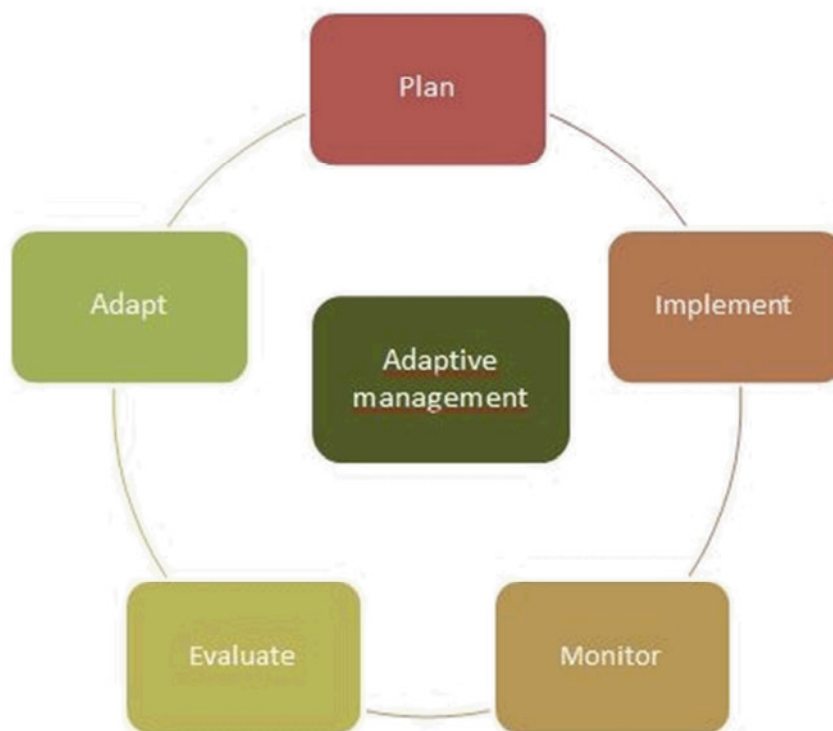 Plan
Implement
Monitor
Evaluate
Adapt
Adaptive
management